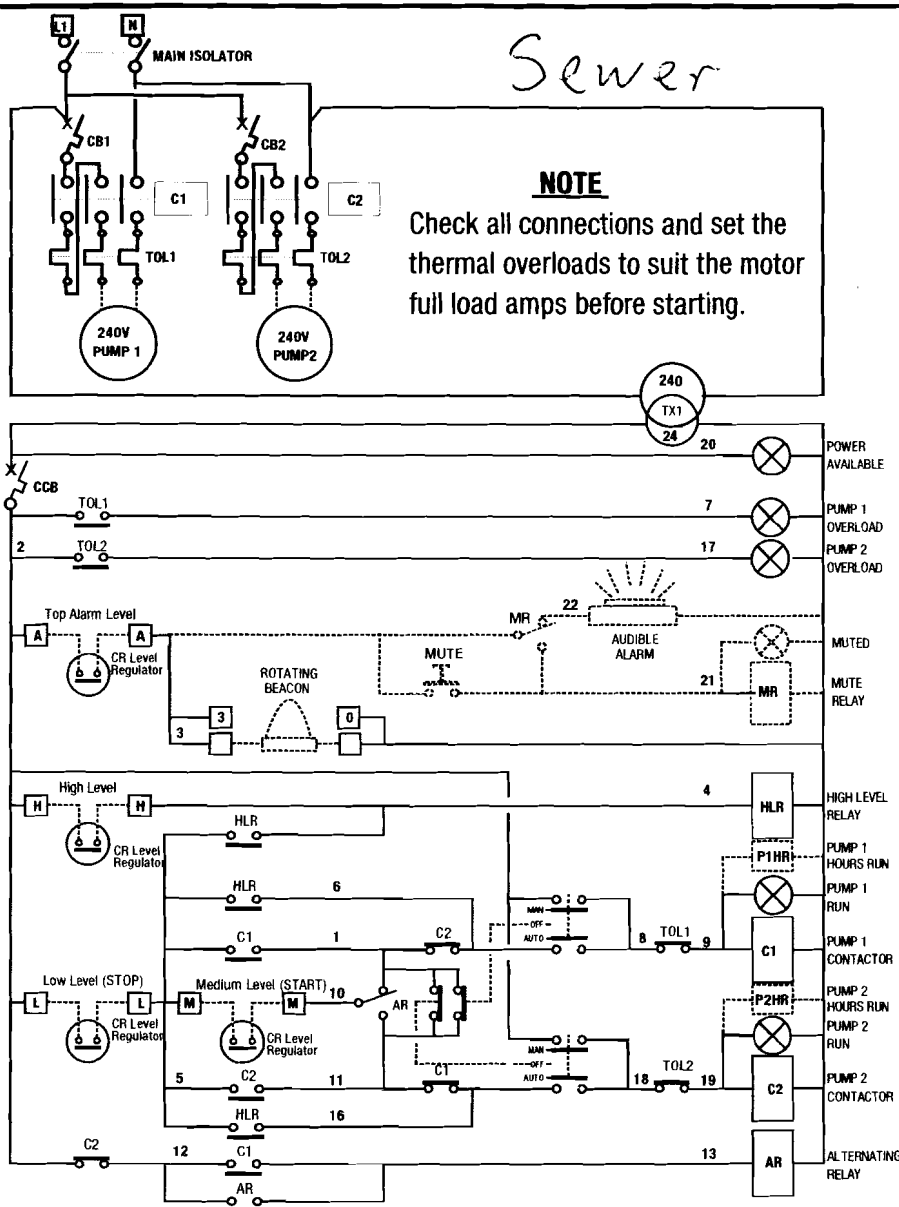 L1
N
MAIN ISOLATOR
Sewer
CB1
CB2
C1
C2
NOTE
Check all connections and set the
thermal overloads to suit the motor
full load amps before starting.
TOL1
TOL2
240V
PUMP 1
240V
PUMP2
240
TX1
24
20
POWER
AVAILABLE
CCB
TOL1
7
PUMP 1
OVERLOAD
2
TOL2
17
PUMP 2
OVERLOAD
Top Alarm Level
A
A
CR Level
Regulator
MR
22
AUDIBLE
ALARM
MUTED
MUTE
21
MR
MUTE
RELAY
ROTATING
BEACON
3
0
3
High Level
H
H
CR Level
Regulator
4
HLR
HIGH LEVEL
RELAY
HLR
P1HR
PUMP 1
HOURS RUN
HLR
6
MAN
OFF
AUTO
PUMP 1
RUN
C1
1
C2
8
TOL1
9
C1
PUMP 1
CONTACTOR
Low Level (STOP)
L
L
CR Level
Regulator
Medium Level (START)
M
M
10
CR Level
Regulator
AR
P2HR
PUMP 2
HOURS RUN
MAN
OFF
AUTO
PUMP 2
RUN
5
C2
11
C1
18
TOL2
19
C2
PUMP 2
CONTACTOR
HLR
16
C2
12
C1
13
AR
ALTERNATING
RELAY
AR